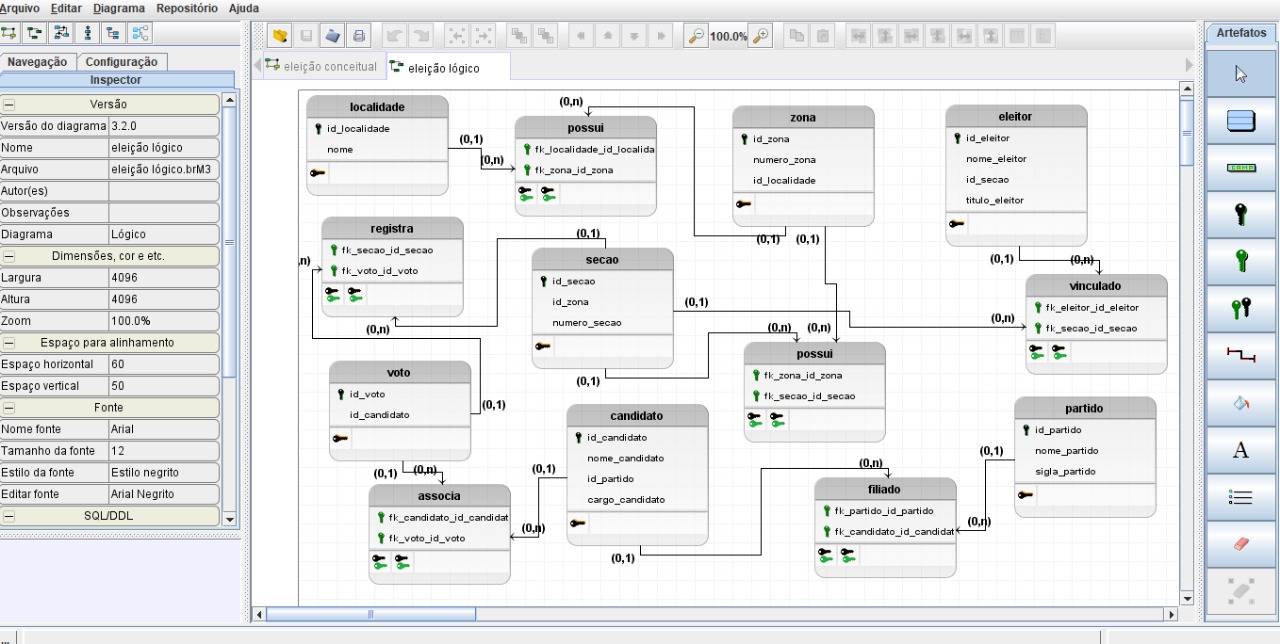 Arquivo Editar Diagrama Repositório Ajuda
100.0%
Artefatos
Navegação Configuração
eleição conceitual eleição lógico
Inspector
Versão
Versão do diagrama 3.2.0
Nome eleição lógico
Arquivo eleição lógico.brM3
Autor(es)
Observações
Diagrama Lógico
Dimensões, cor e etc.
Largura 4096
Altura 4096
Zoom 100.0%
Espaço para alinhamento
Espaço horizontal 60
Espaço vertical 50
Fonte
Nome fonte Arial
Tamanho da fonte 12
Estilo da fonte Estilo negrito
Editar fonte Arial Negrito
SQL/DDL
localidade
id_localidade
nome
(0,1)
(0,n)
(0,n)
possui
fk_localidade_id_localida
fk_zona_id_zona
zona
id_zona
numero_zona
id_localidade
(0,1) (0,1)
eleitor
id_eleitor
nome_eleitor
id_secao
titulo_eleitor
(0,1) (0,n)
registra
fk_secao_id_secao
fk_voto_id_voto
,n)
(0,n)
(0,1)
secao
id_secao
id_zona
numero_secao
(0,1)
(0,1)
vinculado
fk_eleitor_id_eleitor
fk_secao_id_secao
(0,n)
(0,n) (0,n)
possui
fk_zona_id_zona
fk_secao_id_secao
voto
id_voto
id_candidato
(0,1)
(0,1) (0,n)
associa
fk_candidato_id_candidat
fk_voto_id_voto
(0,1)
(0,n)
candidato
id_candidato
nome_candidato
id_partido
cargo_candidato
(0,1)
(0,n)
filiado
fk_partido_id_partido
fk_candidato_id_candidat
(0,1)
(0,n)
partido
id_partido
nome_partido
sigla_partido
A
...